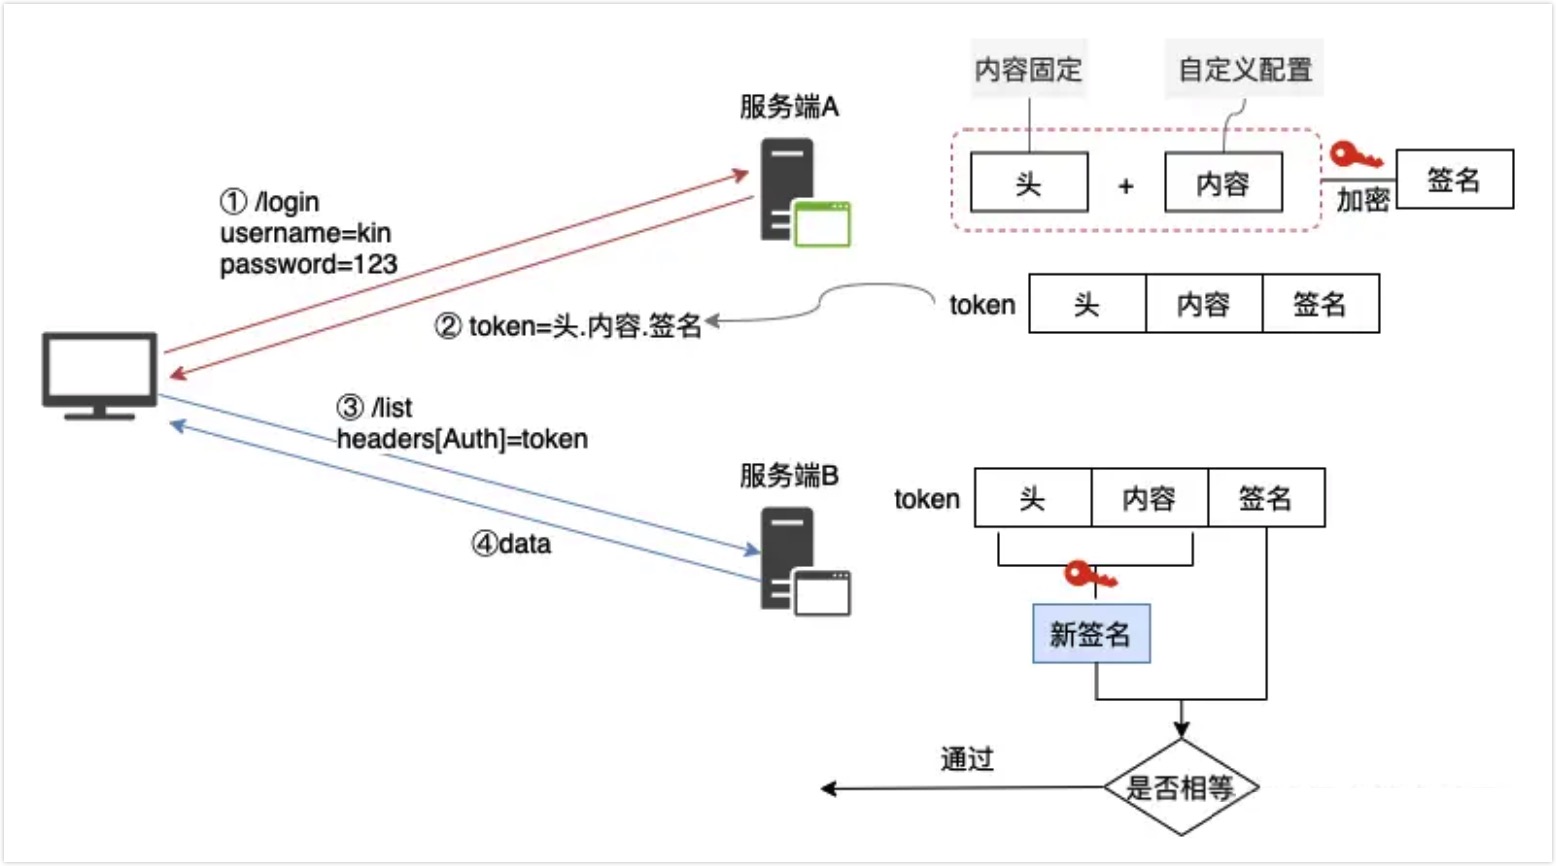 内容固定
自定义配置
服务端A
头
+
内容
加密
签名
① /login
username=kin
password=123
② token=头.内容.签名
token
头
内容
签名
③ /list
headers[Auth]=token
服务端B
④data
token
头
内容
签名
新签名
通过
是否相等